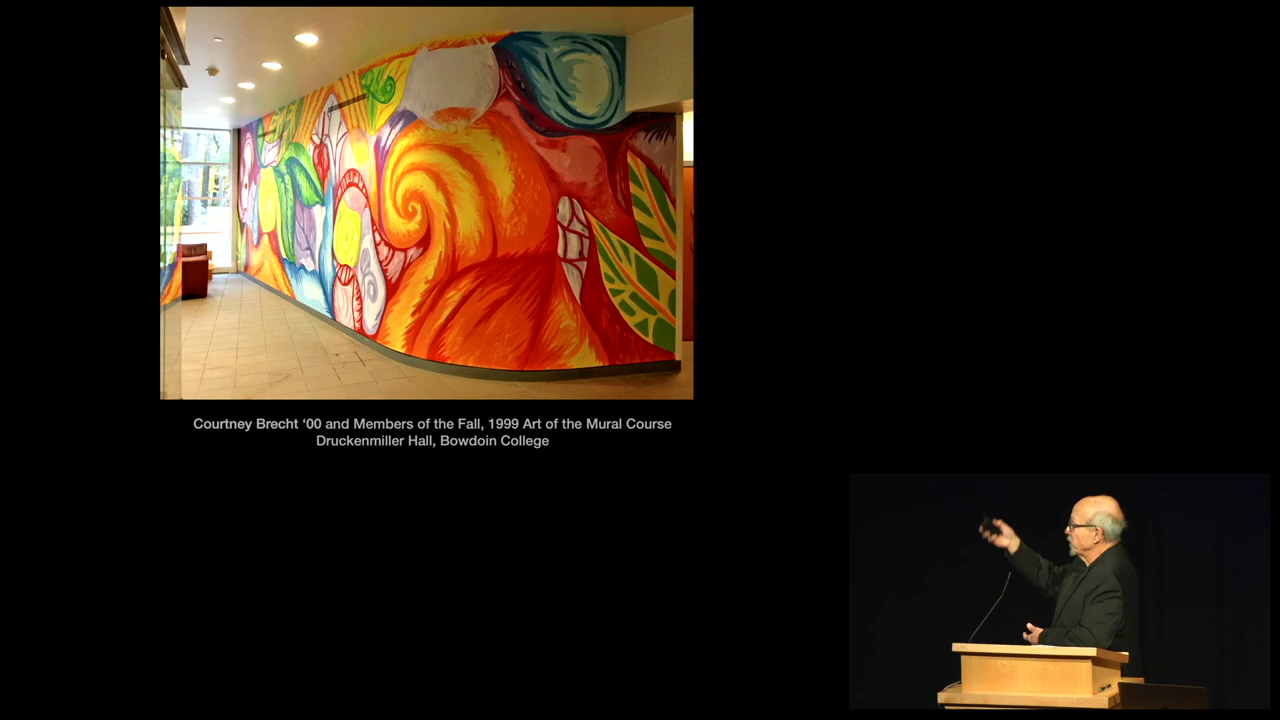 Courtney Brecht ‘00 and Members of the Fall, 1999 Art of the Mural Course
Druckenmiller Hall, Bowdoin College